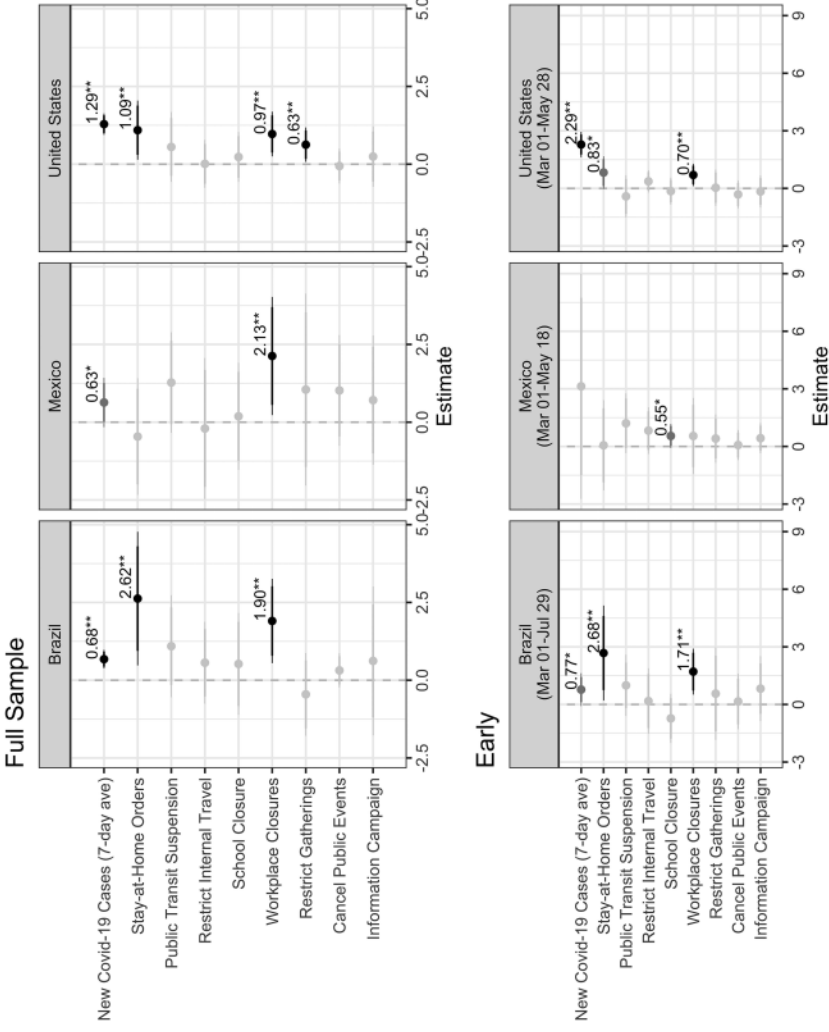 Full Sample
Brazil
Mexico
United States
New Covid-19 Cases (7-day ave)
Stay-at-Home Orders
Public Transit Suspension
Restrict Internal Travel
School Closure
Workplace Closures
Restrict Gatherings
Cancel Public Events
Information Campaign
0.68**
2.62**
1.90**
0.63*
2.13**
1.29**
1.09**
0.97**
0.63**
-2.5 0.0 2.5 5.0
-2.5 0.0 2.5 5.0
-2.5 0.0 2.5 5.0
Estimate
Early
Brazil
(Mar 01-Jul 29)
Mexico
(Mar 01-May 18)
United States
(Mar 01-May 28)
New Covid-19 Cases (7-day ave)
Stay-at-Home Orders
Public Transit Suspension
Restrict Internal Travel
School Closure
Workplace Closures
Restrict Gatherings
Cancel Public Events
Information Campaign
0.77*
2.68**
1.71**
0.55*
2.29**
0.83*
0.70**
-3 0 3 6 9
-3 0 3 6 9
-3 0 3 6 9
Estimate